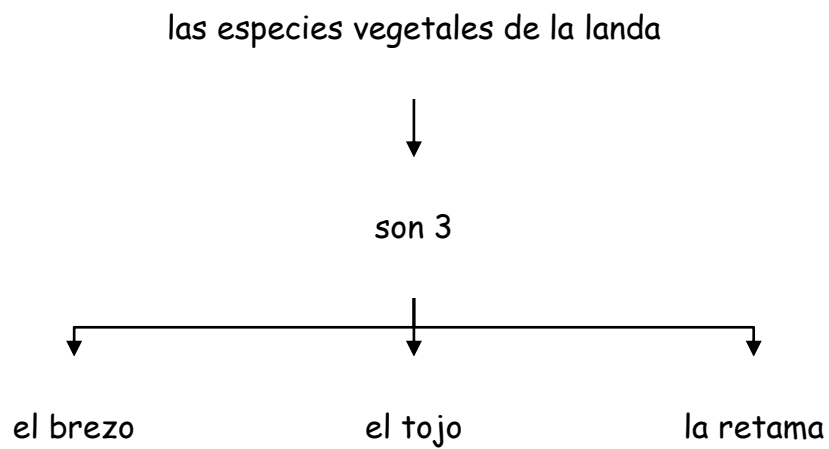 las especies vegetales de la landa
son 3
el brezo el tojo la retama